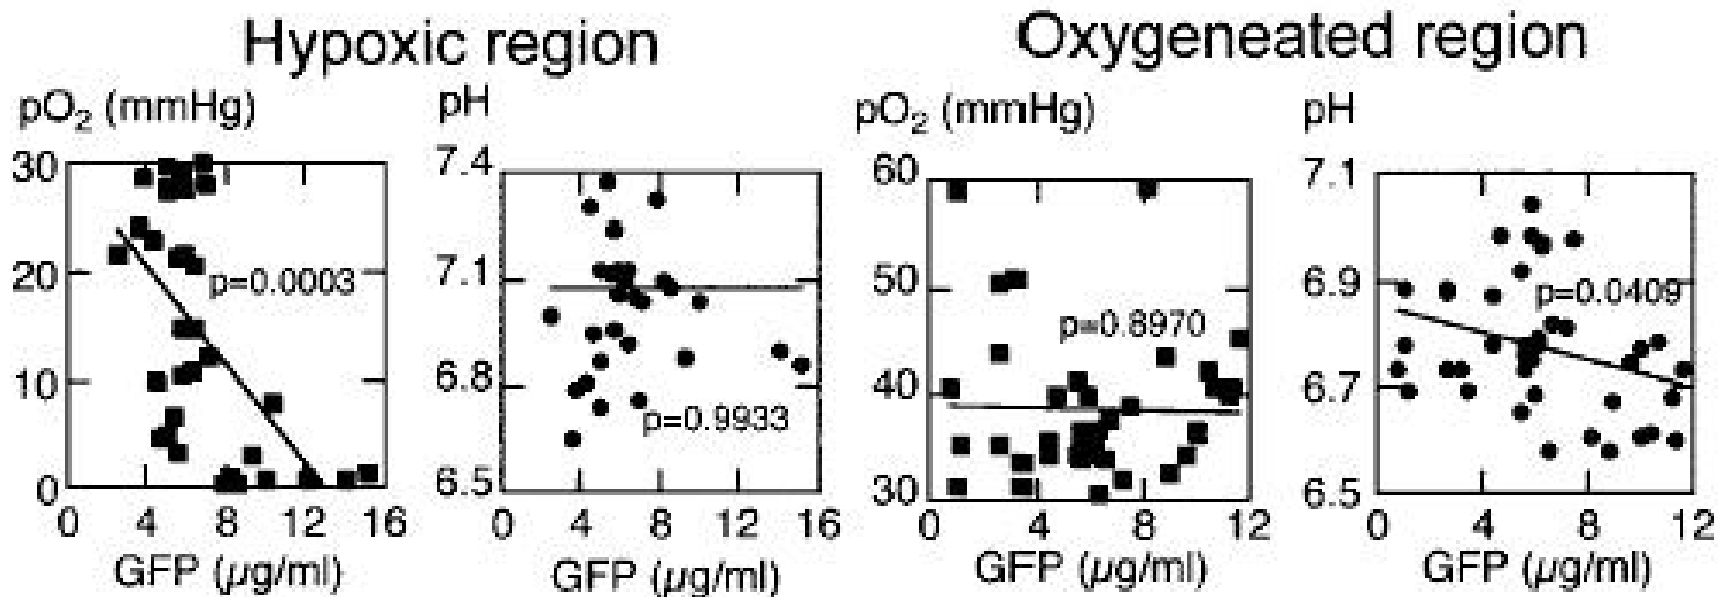 Hypoxic region
Oxygeneated region
pO₂ (mmHg)
pH
pO₂ (mmHg)
pH
30
20
10
0
p=0.0003
0 4 8 12 16
GFP (µg/ml)
7.4
7.1
6.8
6.5
p=0.9933
0 4 8 12 16
GFP (µg/ml)
60
50
40
30
p=0.8970
0 4 8 12
GFP (µg/ml)
7.1
6.9
6.7
6.5
p=0.0409
0 4 8 12
GFP (µg/ml)